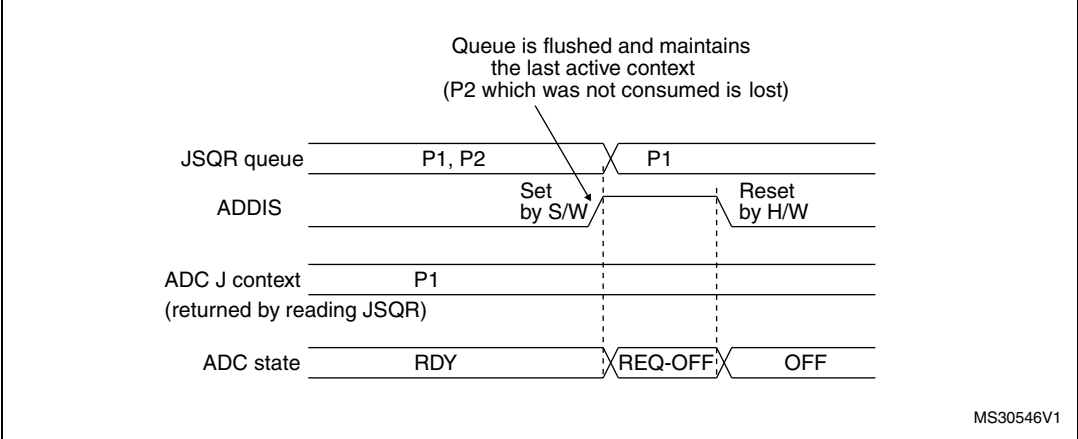 Queue is flushed and maintains
the last active context
(P2 which was not consumed is lost)
JSQR queue
P1, P2
P1
ADDIS
Set
by S/W
Reset
by H/W
ADC J context
P1
(returned by reading JSQR)
ADC state
RDY
REQ-OFF
OFF
MS30546V1